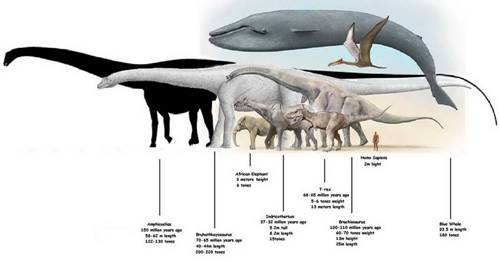 Homo Sapiens
2m hight
African Elephant
3 meters height
6 tones
T-rex
68-65 million years ago
5-6 tones weight
13 meters length
Indricotherium
37-32 million years ago
5.2m tall
8.2m length
15tones
Amphicoelias
150 million years ago
58-62 m length
122-130 tones
Bruhathkayosaurus
70-65 million years ago
40-44m length
200-220 tones
Brachiosaurus
100-110 million years ago
60-70 tones weight
13m height
25m length
Blue Whale
33.5 m length
180 tones